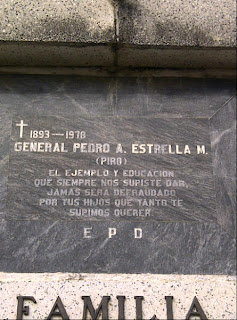 † 1893 — 1978
GENERAL PEDRO A. ESTRELLA M.
(PIRO)
EL EJEMPLO Y EDUCACION
QUE SIEMPRE NOS SUPISTE DAR,
JAMAS SERA DEFRAUDADO
POR TUS HIJOS QUE TANTO TE
SUPIMOS QUERER.
E P D
FAMILIA